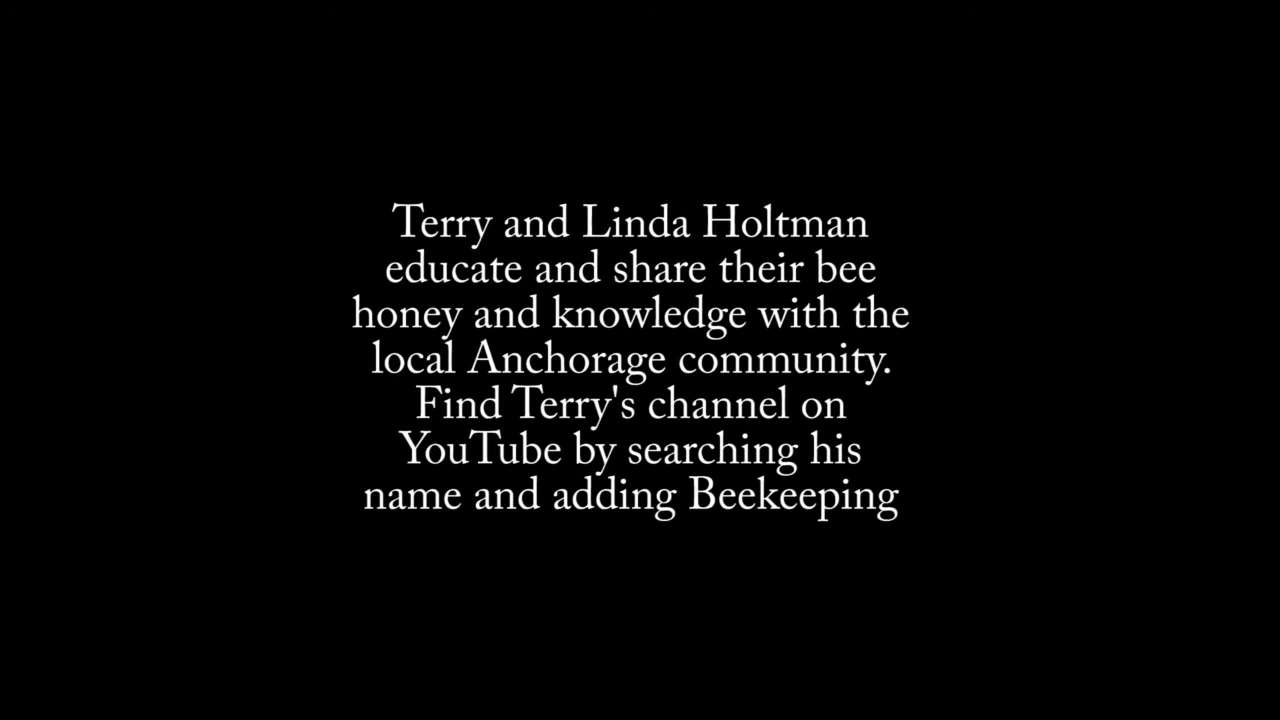 Terry and Linda Holtman
educate and share their bee
honey and knowledge with the
local Anchorage community.
Find Terry's channel on
YouTube by searching his
name and adding Beekeeping